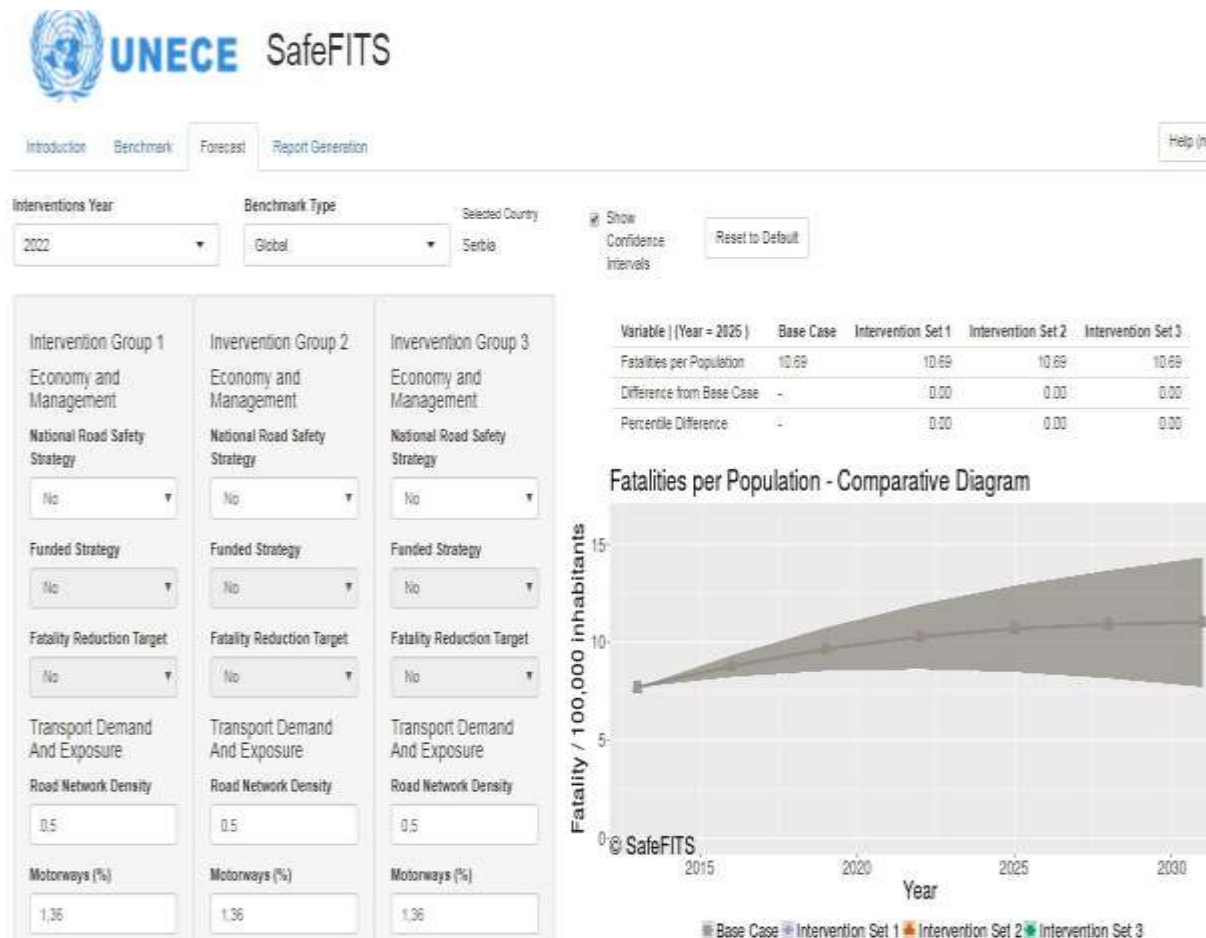 UNECE SafeFITS
Introduction Benchmark Forecast Report Generation
Help (n
Interventions Year
2022
Benchmark Type
Global
Selected Country
Serbia
Show
Confidence
Intervals
Reset to Default
Intervention Group 1
Economy and
Management
National Road Safety
Strategy
No
Funded Strategy
No
Fatality Reduction Target
No
Transport Demand
And Exposure
Road Network Density
0.5
Motorways (%)
1,36
Invervention Group 2
Economy and
Management
National Road Safety
Strategy
No
Funded Strategy
No
Fatality Reduction Target
No
Transport Demand
And Exposure
Road Network Density
0.5
Motorways (%)
1,36
Invervention Group 3
Economy and
Management
National Road Safety
Strategy
No
Funded Strategy
No
Fatality Reduction Target
No
Transport Demand
And Exposure
Road Network Density
0.5
Motorways (%)
1,36
Variable | (Year = 2025 ) Base Case Intervention Set 1 Intervention Set 2 Intervention Set 3
Fatalities per Population 10.69 10.69 10.69 10.69
Difference from Base Case - 0.00 0.00 0.00
Percentile Difference - 0.00 0.00 0.00
Fatalities per Population - Comparative Diagram
Fatality / 100,000 inhabitants
15
10
5
0
© SafeFITS
2015 2020 2025 2030
Year
Base Case Intervention Set 1 Intervention Set 2 Intervention Set 3